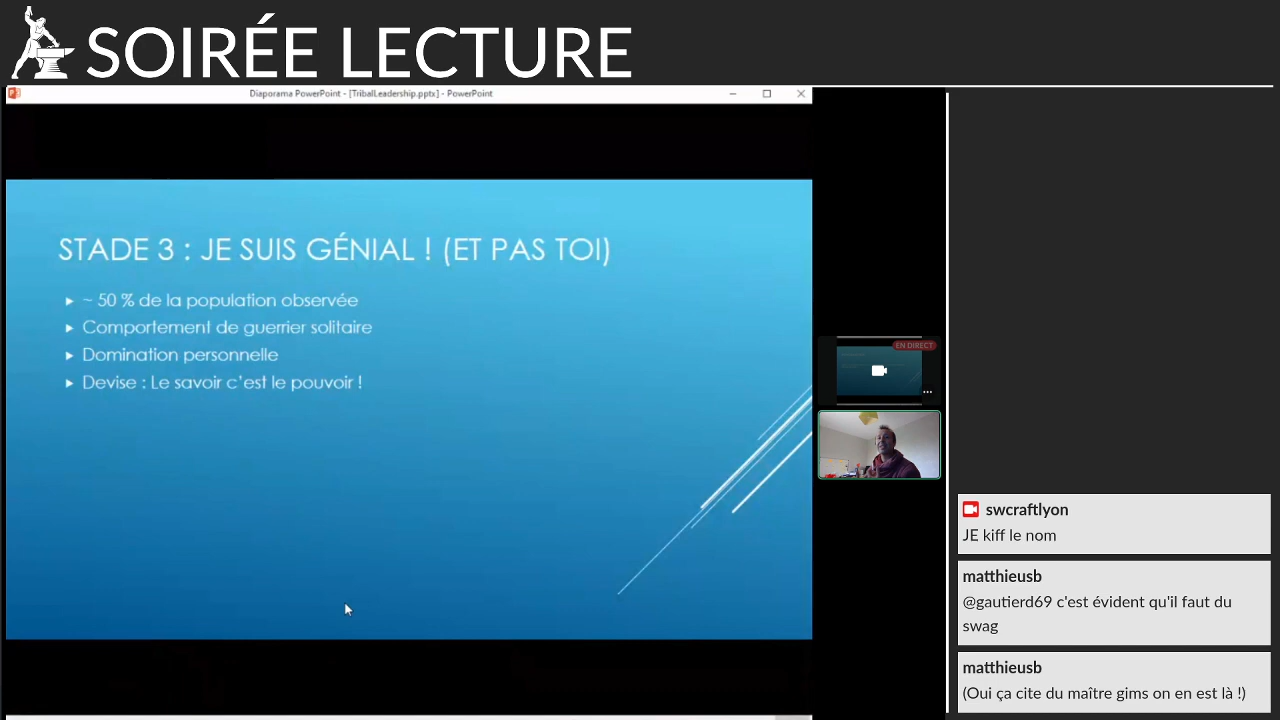 SOIRÉE LECTURE
Diaporama PowerPoint - [TribalLeadership.pptx] - PowerPoint
STADE 3 : JE SUIS GÉNIAL ! (ET PAS TOI)
~ 50 % de la population observée
Comportement de guerrier solitaire
Domination personnelle
Devise : Le savoir c'est le pouvoir !
EN DIRECT
swcraftlyon
JE kiff le nom
matthieusb
@gautierd69 c'est évident qu'il faut du
swag
matthieusb
(Oui ça cite du maître gims on en est là !)